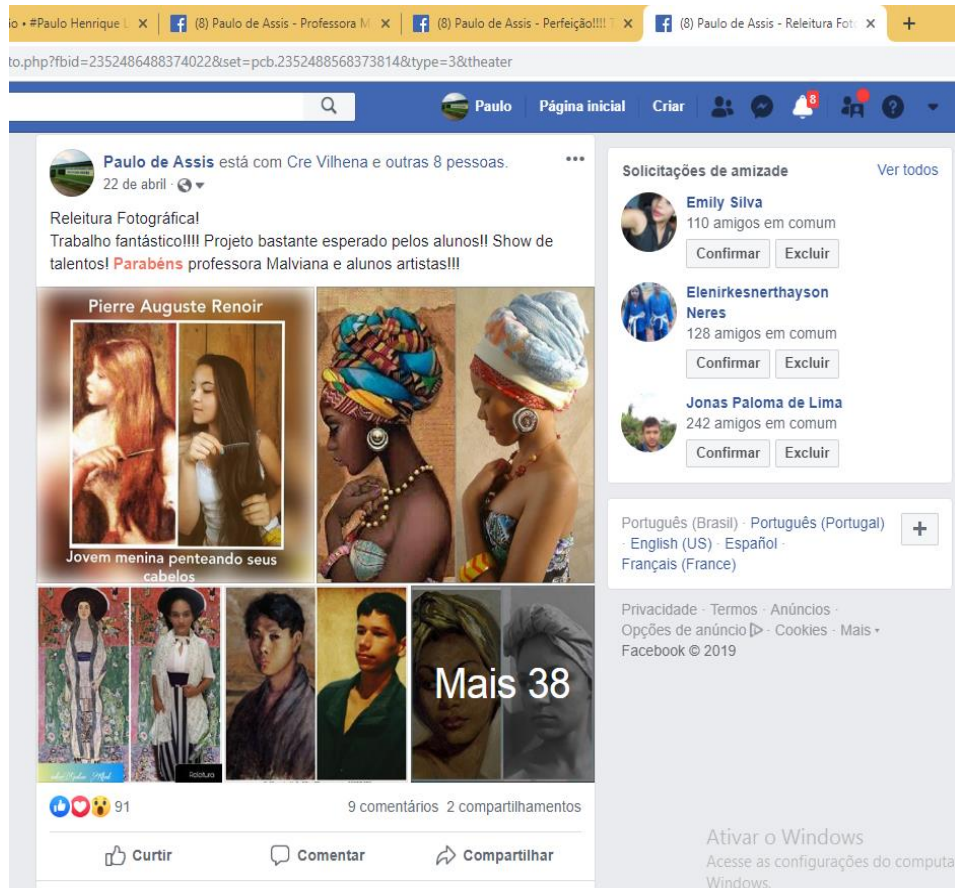 io • #Paulo Henrique L
(8) Paulo de Assis - Professora M
(8) Paulo de Assis - Perfeição!!!! T
(8) Paulo de Assis - Releitura Foto
to.php?fbid=2352486488374022&set=pcb.2352488568373814&type=3&theater
Paulo Página inicial Criar 8
Paulo de Assis está com Cre Vilhena e outras 8 pessoas.
22 de abril
Releitura Fotográfica!
Trabalho fantástico!!!! Projeto bastante esperado pelos alunos!! Show de
talentos! Parabéns professora Malviana e alunos artistas!!!
Pierre Auguste Renoir
Jovem menina penteando seus
cabelos
Releitura
Mais 38
91
9 comentários 2 compartilhamentos
Curtir Comentar Compartilhar
Solicitações de amizade Ver todos
Emily Silva
110 amigos em comum
Confirmar Excluir
Elenirkesnerthayson
Neres
128 amigos em comum
Confirmar Excluir
Jonas Paloma de Lima
242 amigos em comum
Confirmar Excluir
Português (Brasil) · Português (Portugal)
· English (US) · Español ·
Français (France)
Privacidade · Termos · Anúncios ·
Opções de anúncio · Cookies · Mais
Facebook © 2019
Ativar o Windows
Acesse as configurações do computa
Windows.